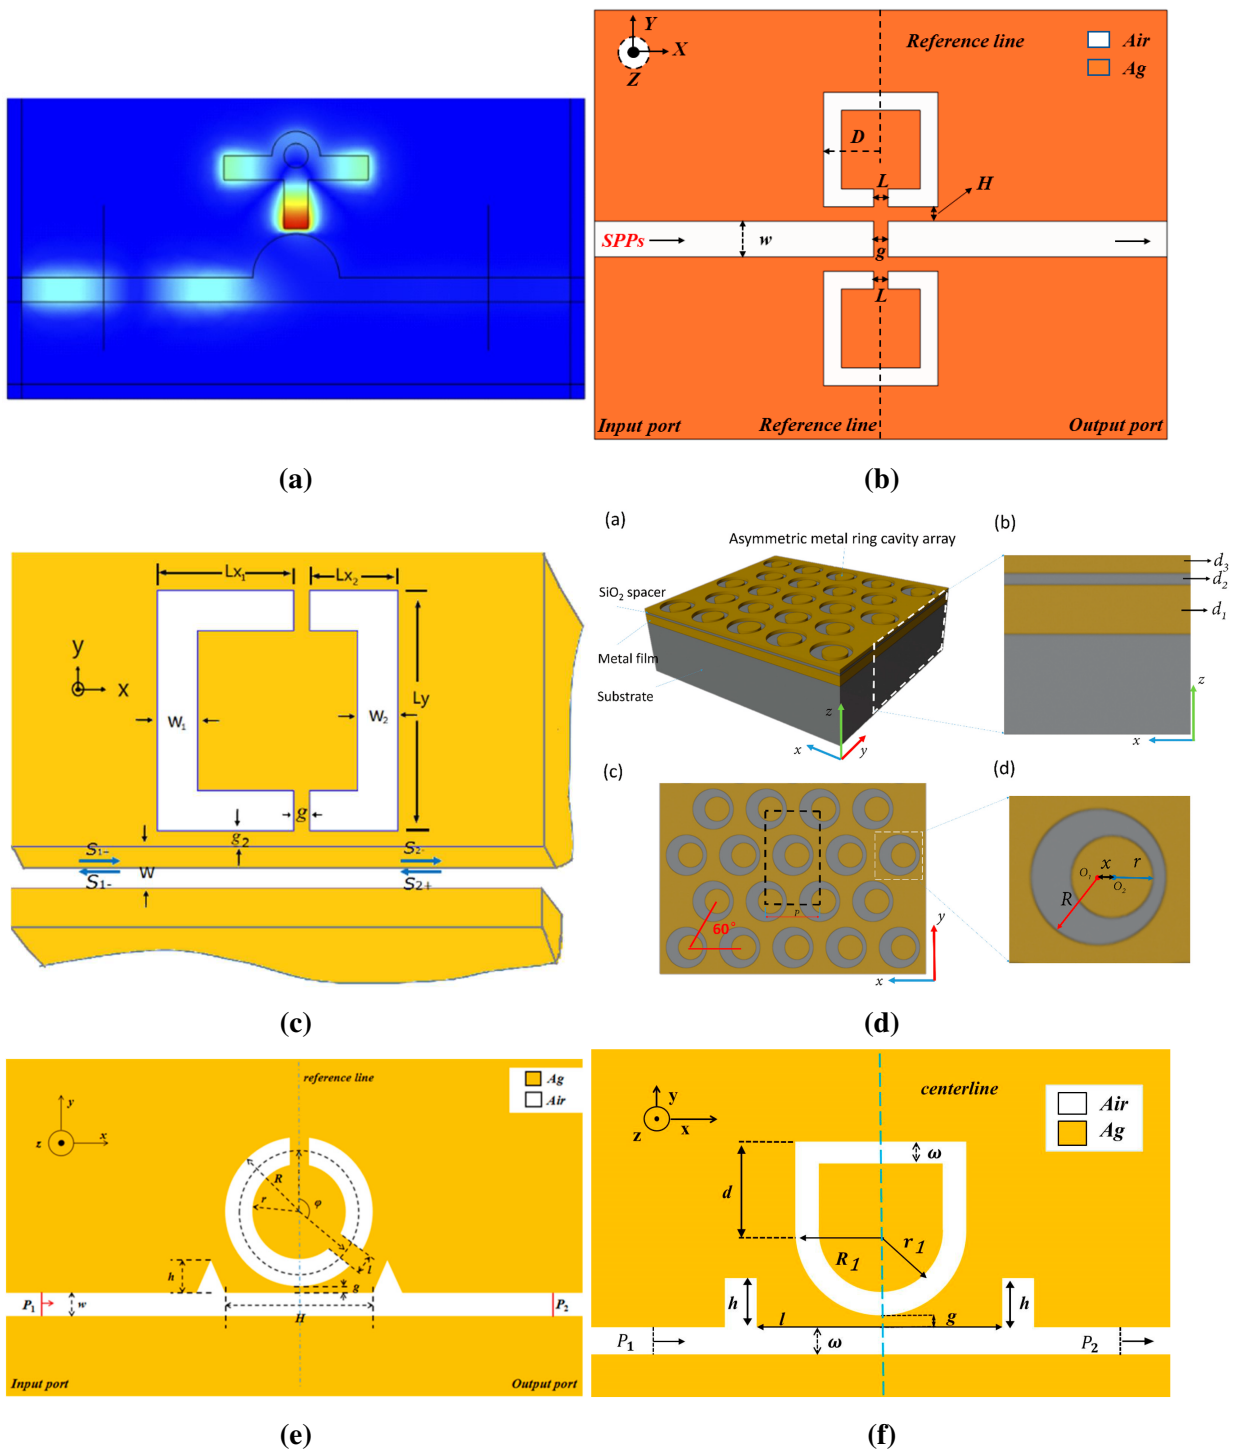 Y
X
Z
Reference line
Air
Ag
D
L
H
SPPs
w
g
L
Input port
Reference line
Output port
(a)
(b)
Lx₁
Lx₂
y
x
W₁
W₂
Ly
g
g₂
S₁₋
S₂₋
W
S₁₋
S₂₊
(a)
Asymmetric metal ring cavity array
SiO₂ spacer
Metal film
Substrate
z
x
y
(b)
d₃
d₂
d₁
z
x
(c)
P
60°
y
x
(d)
O₁
x
r
O₂
R
(c)
(d)
reference line
Ag
Air
y
x
z
R
r
φ
h
l
g
P₁
w
P₂
H
Input port
Output port
centerline
Air
Ag
y
x
z
ω
d
R₁
r₁
h
h
l
g
P₁
ω
P₂
(e)
(f)